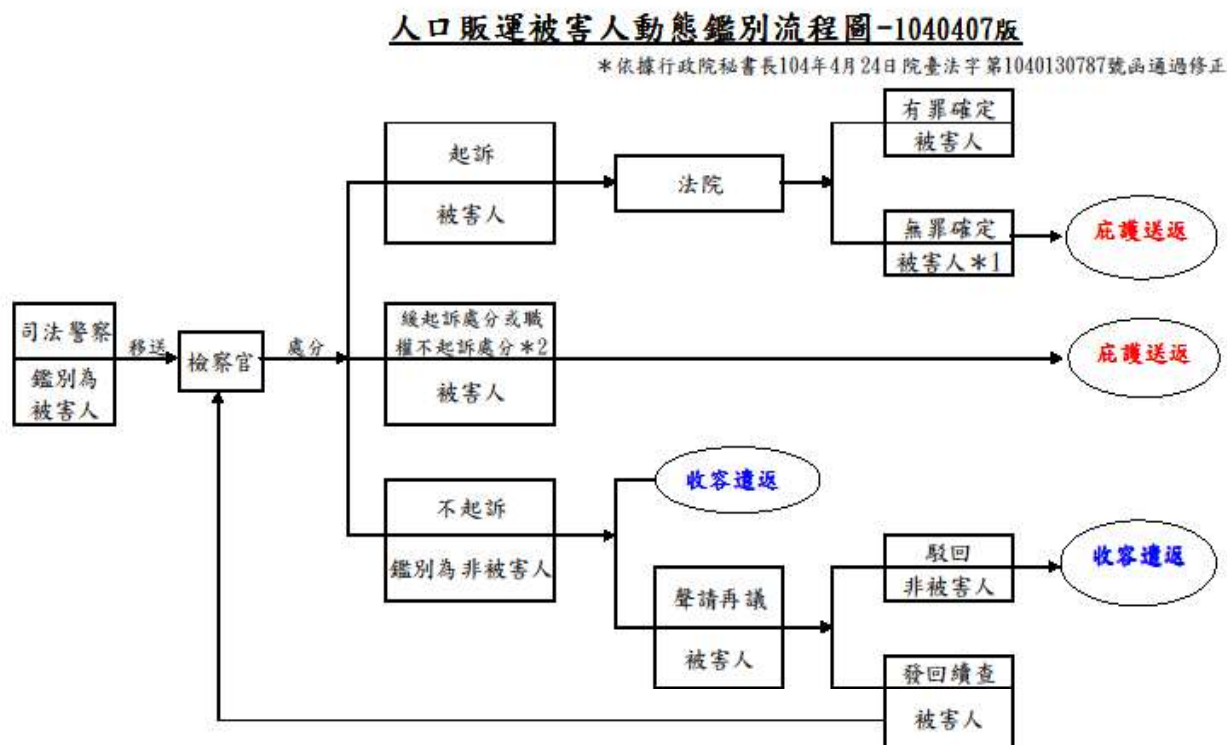 人口販運被害人動態鑑別流程圖-1040407版
*依據行政院秘書長104年4月24日院臺法字第1040130787號函通過修正
有罪確定
被害人
起訴
被害人
法院
無罪確定
被害人*1
庇護送返
司法警察
鑑別為
被害人
移送
檢察官
處分
緩起訴處分或職
權不起訴處分*2
被害人
庇護送返
不起訴
鑑別為非被害人
收容遣返
聲請再議
被害人
駁回
非被害人
收容遣返
發回續查
被害人